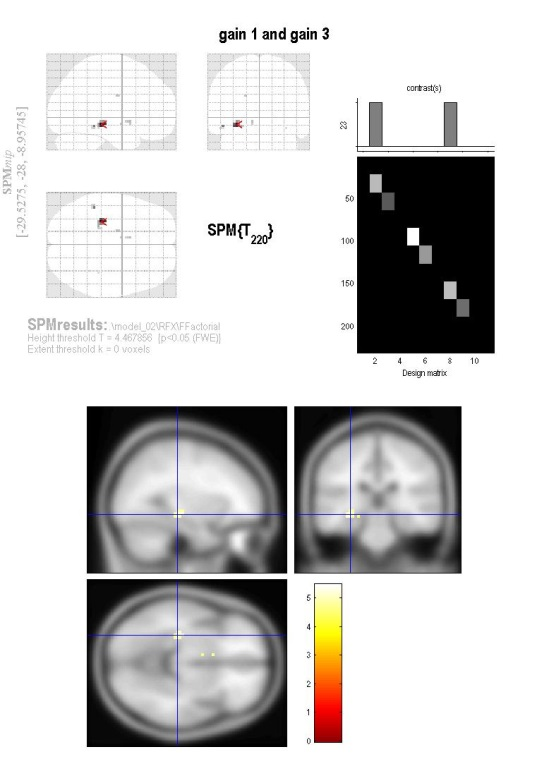 gain 1 and gain 3
SPMmip
[-29.5275, -28, -8.95745]
SPM{T220}
contrast(s)
23
50
100
150
200
2 4 6 8 10
Design matrix
SPMresults: .\model_02\RFX\FFactorial
Height threshold T = 4.467856 [p<0.05 (FWE)]
Extent threshold k = 0 voxels
5
4
3
2
1
0